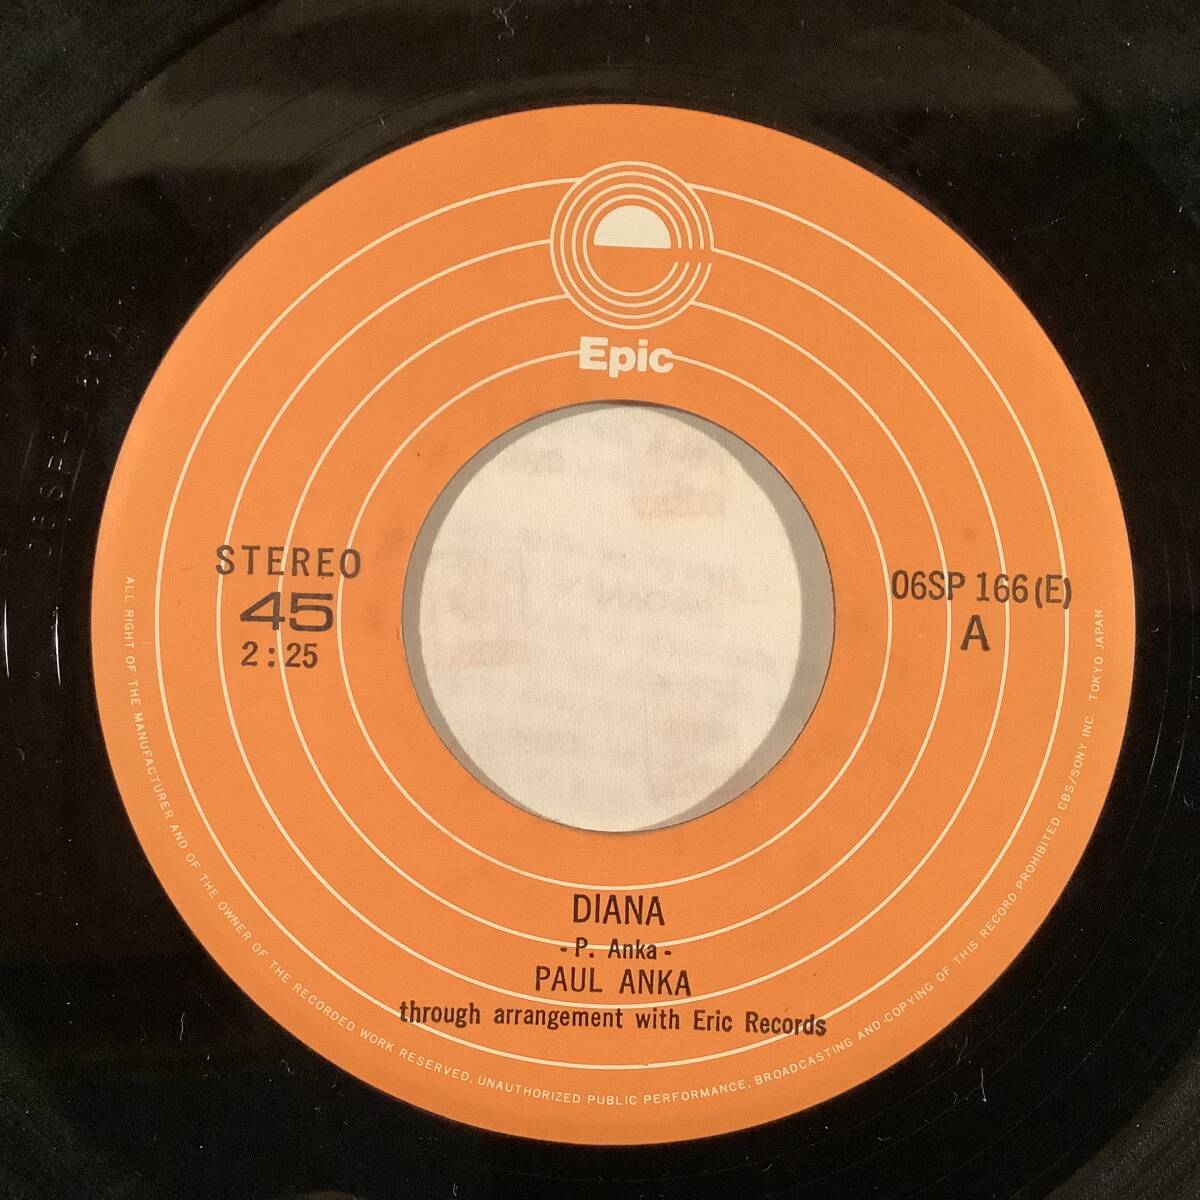 Epic
STEREO
45
2:25
06SP 166(E)
A
DIANA
- P. Anka -
PAUL ANKA
through arrangement with Eric Records
ALL RIGHT OF THE MANUFACTURER AND OF THE OWNER OF THE RECORDED WORK RESERVED. UNAUTHORIZED PUBLIC PERFORMANCE, BROADCASTING AND COPYING OF THIS RECORD PROHIBITED. CBS/SONY INC. TOKYO JAPAN.